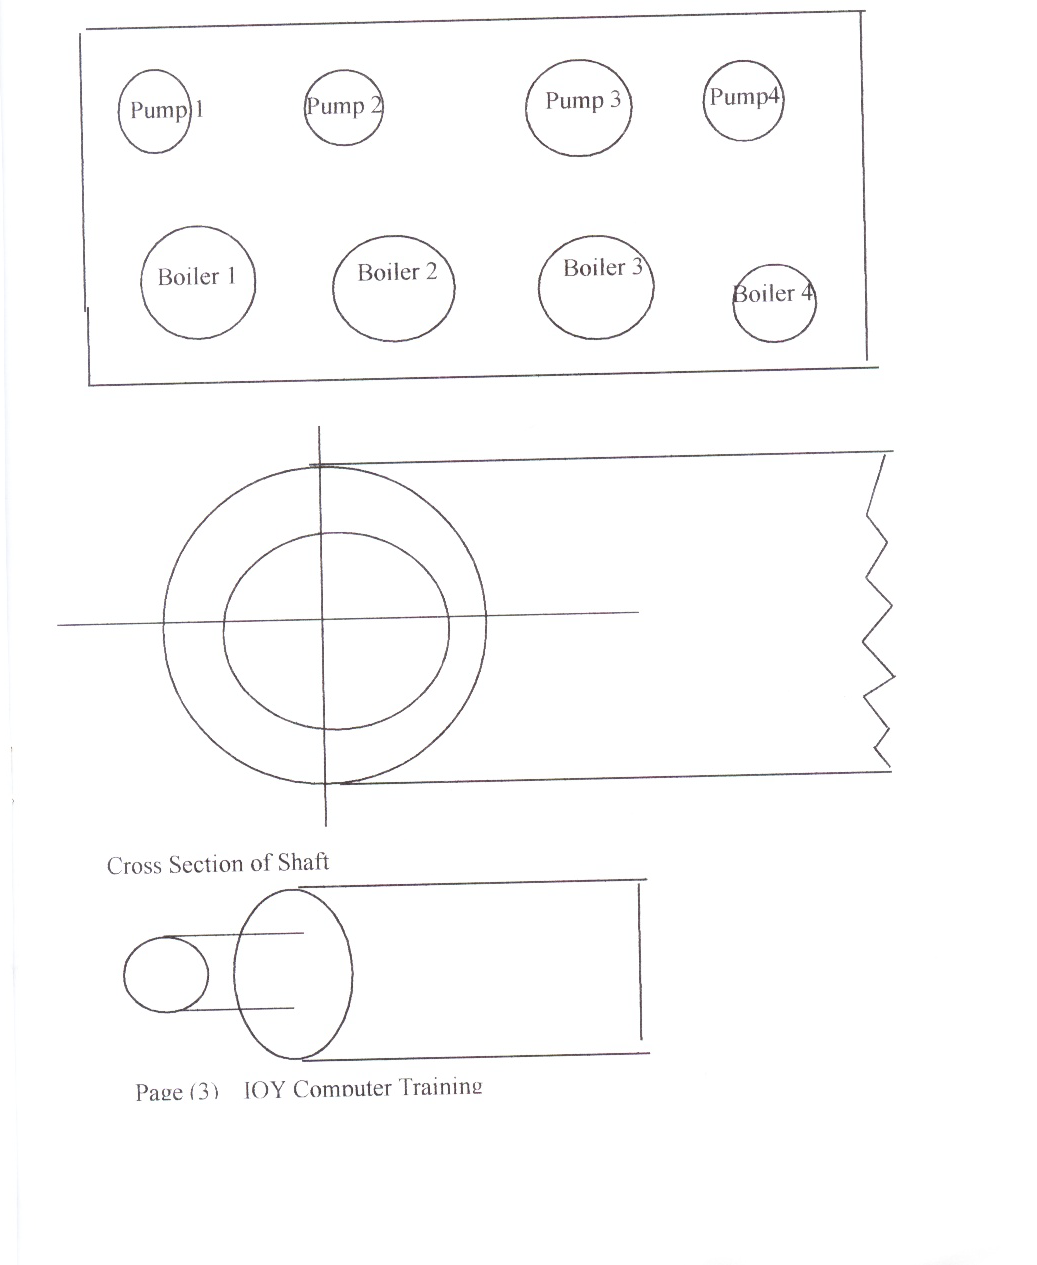 Pump 1
Pump 2
Pump 3
Pump4
Boiler 1
Boiler 2
Boiler 3
Boiler 4
Cross Section of Shaft
Page (3) IOY Computer Training